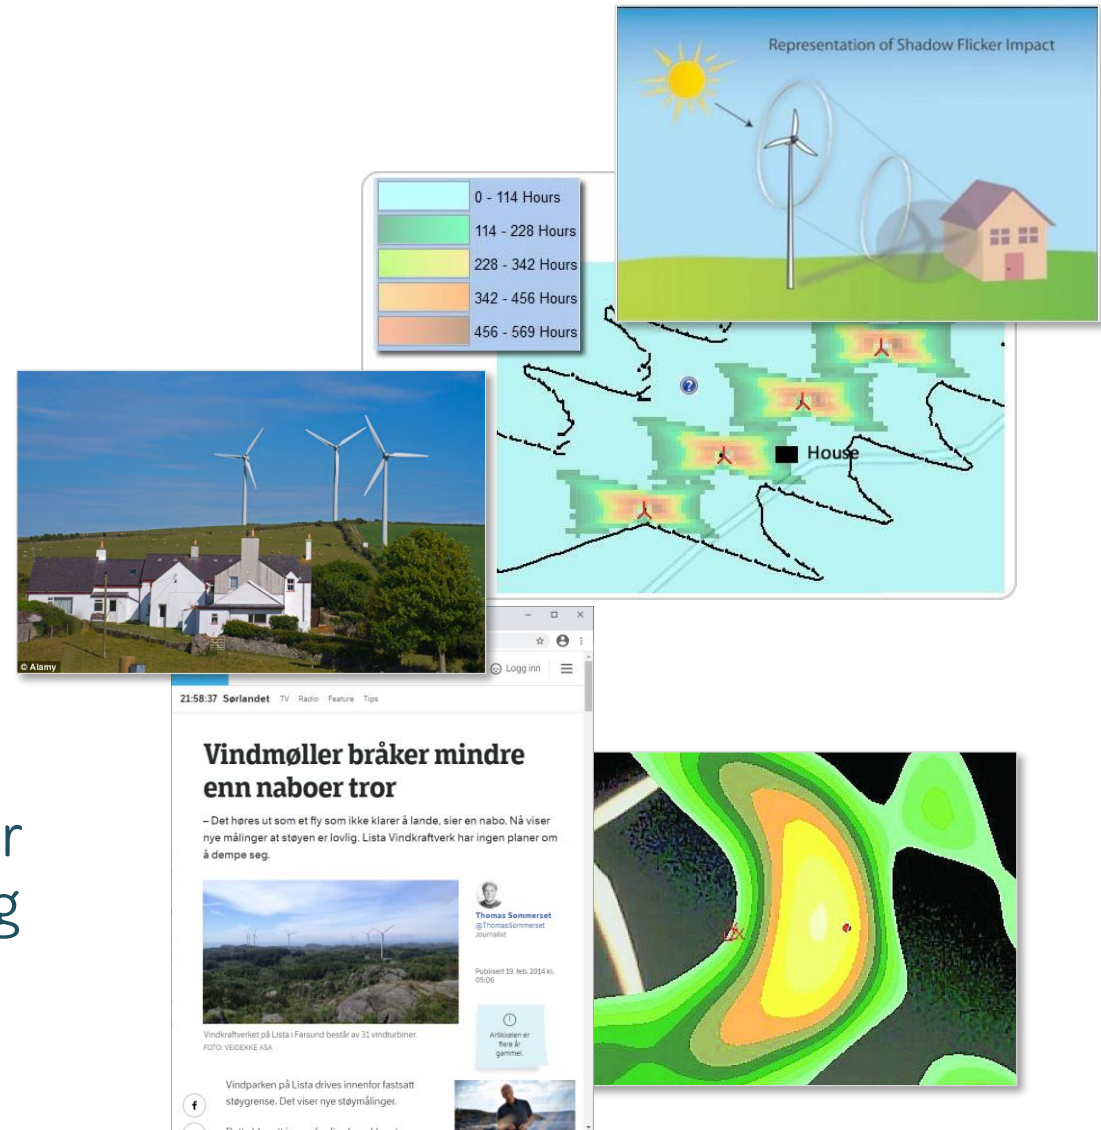 Representation of Shadow Flicker Impact
0 - 114 Hours
114 - 228 Hours
228 - 342 Hours
342 - 456 Hours
456 - 569 Hours
?
House
© Alamy
Logg inn
21:58:37 Sørlandet TV Radio Feature Tips
Vindmøller bråker mindre
enn naboer tror
– Det høres ut som et fly som ikke klarer å lande, sier en nabo. Nå viser
nye målinger at støyen er lovlig. Lista Vindkraftverk har ingen planer om
å dempe seg.
Thomas Sommerset
@ThomasSommerset
Journalist
Publisert 19. feb. 2014 kl.
05:06
Artikkelen er
flere år
gammel.
Vindkraftverket på Lista i Farsund består av 31 vindturbiner.
FOTO: VEIDEKKE ASA
Vindparken på Lista drives innenfor fastsatt
støygrense. Det viser nye støymålinger.
f
r
g